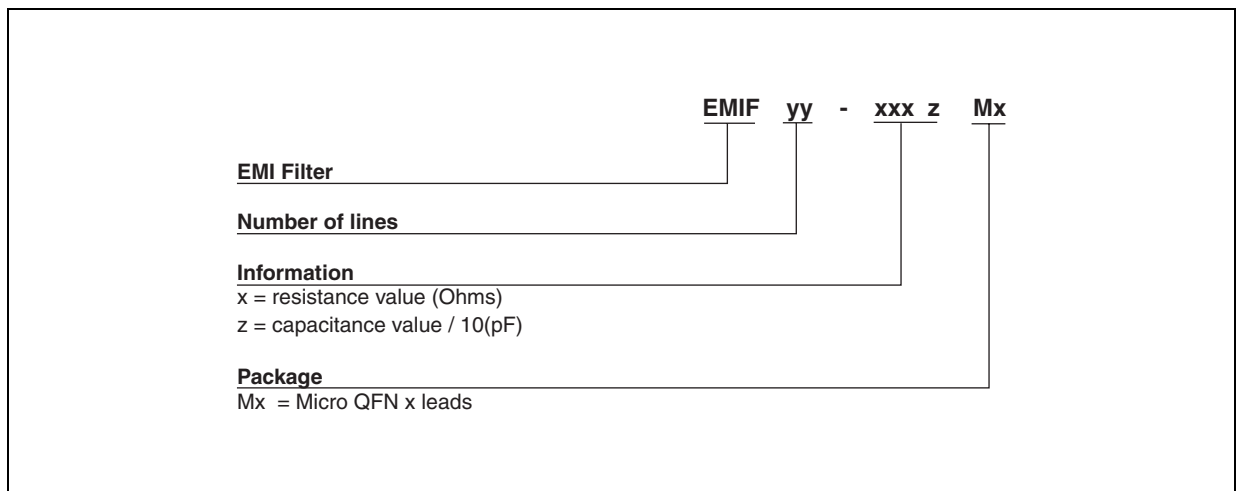 EMIF yy - xxx z Mx
EMI Filter
Number of lines
Information
x = resistance value (Ohms)
z = capacitance value / 10(pF)
Package
Mx = Micro QFN x leads